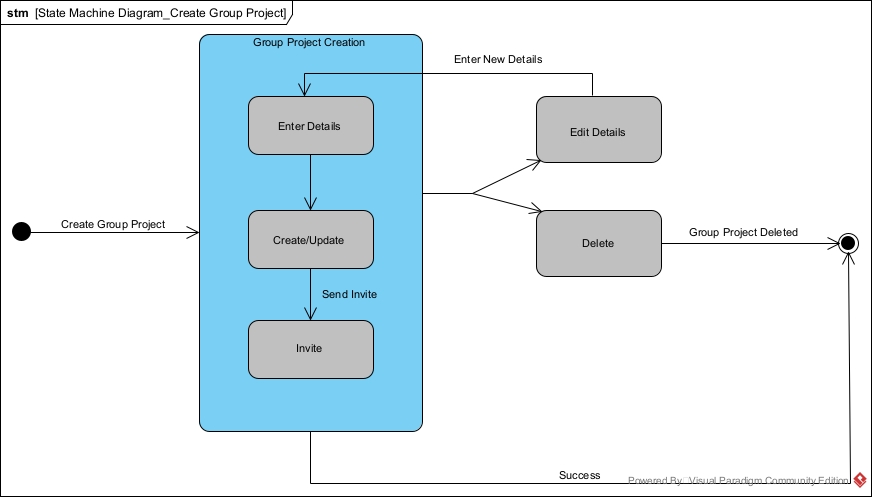 stm [State Machine Diagram_Create Group Project]
Group Project Creation
Enter New Details
Enter Details
Edit Details
Create Group Project
Create/Update
Delete
Group Project Deleted
Send Invite
Invite
Success
Powered By: Visual Paradigm Community Edition